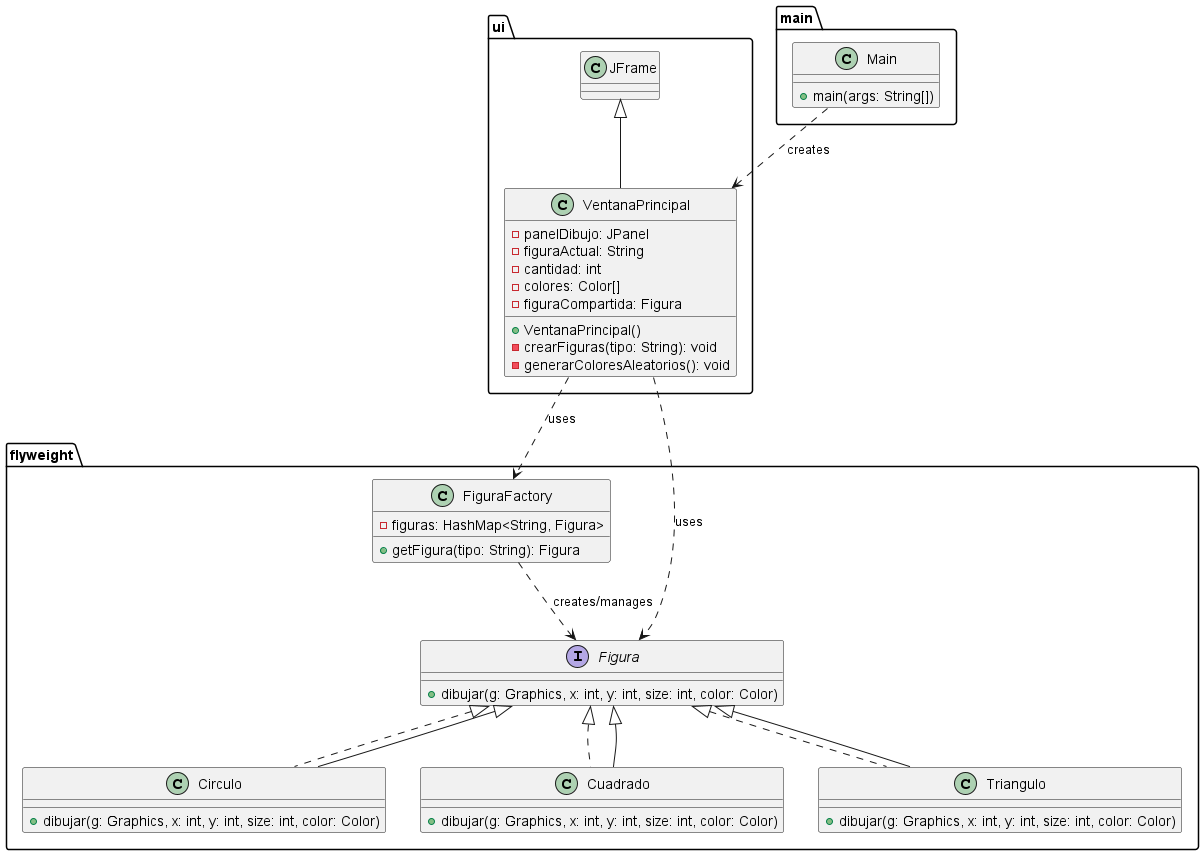 ui
main
C JFrame
C Main
main(args: String[])
creates
C VentanaPrincipal
panelDibujo: JPanel
figuraActual: String
cantidad: int
colores: Color[]
figuraCompartida: Figura
VentanaPrincipal()
crearFiguras(tipo: String): void
generarColoresAleatorios(): void
uses
flyweight
C FiguraFactory
figuras: HashMap<String, Figura>
getFigura(tipo: String): Figura
uses
creates/manages
I Figura
dibujar(g: Graphics, x: int, y: int, size: int, color: Color)
C Circulo
dibujar(g: Graphics, x: int, y: int, size: int, color: Color)
C Cuadrado
dibujar(g: Graphics, x: int, y: int, size: int, color: Color)
C Triangulo
dibujar(g: Graphics, x: int, y: int, size: int, color: Color)